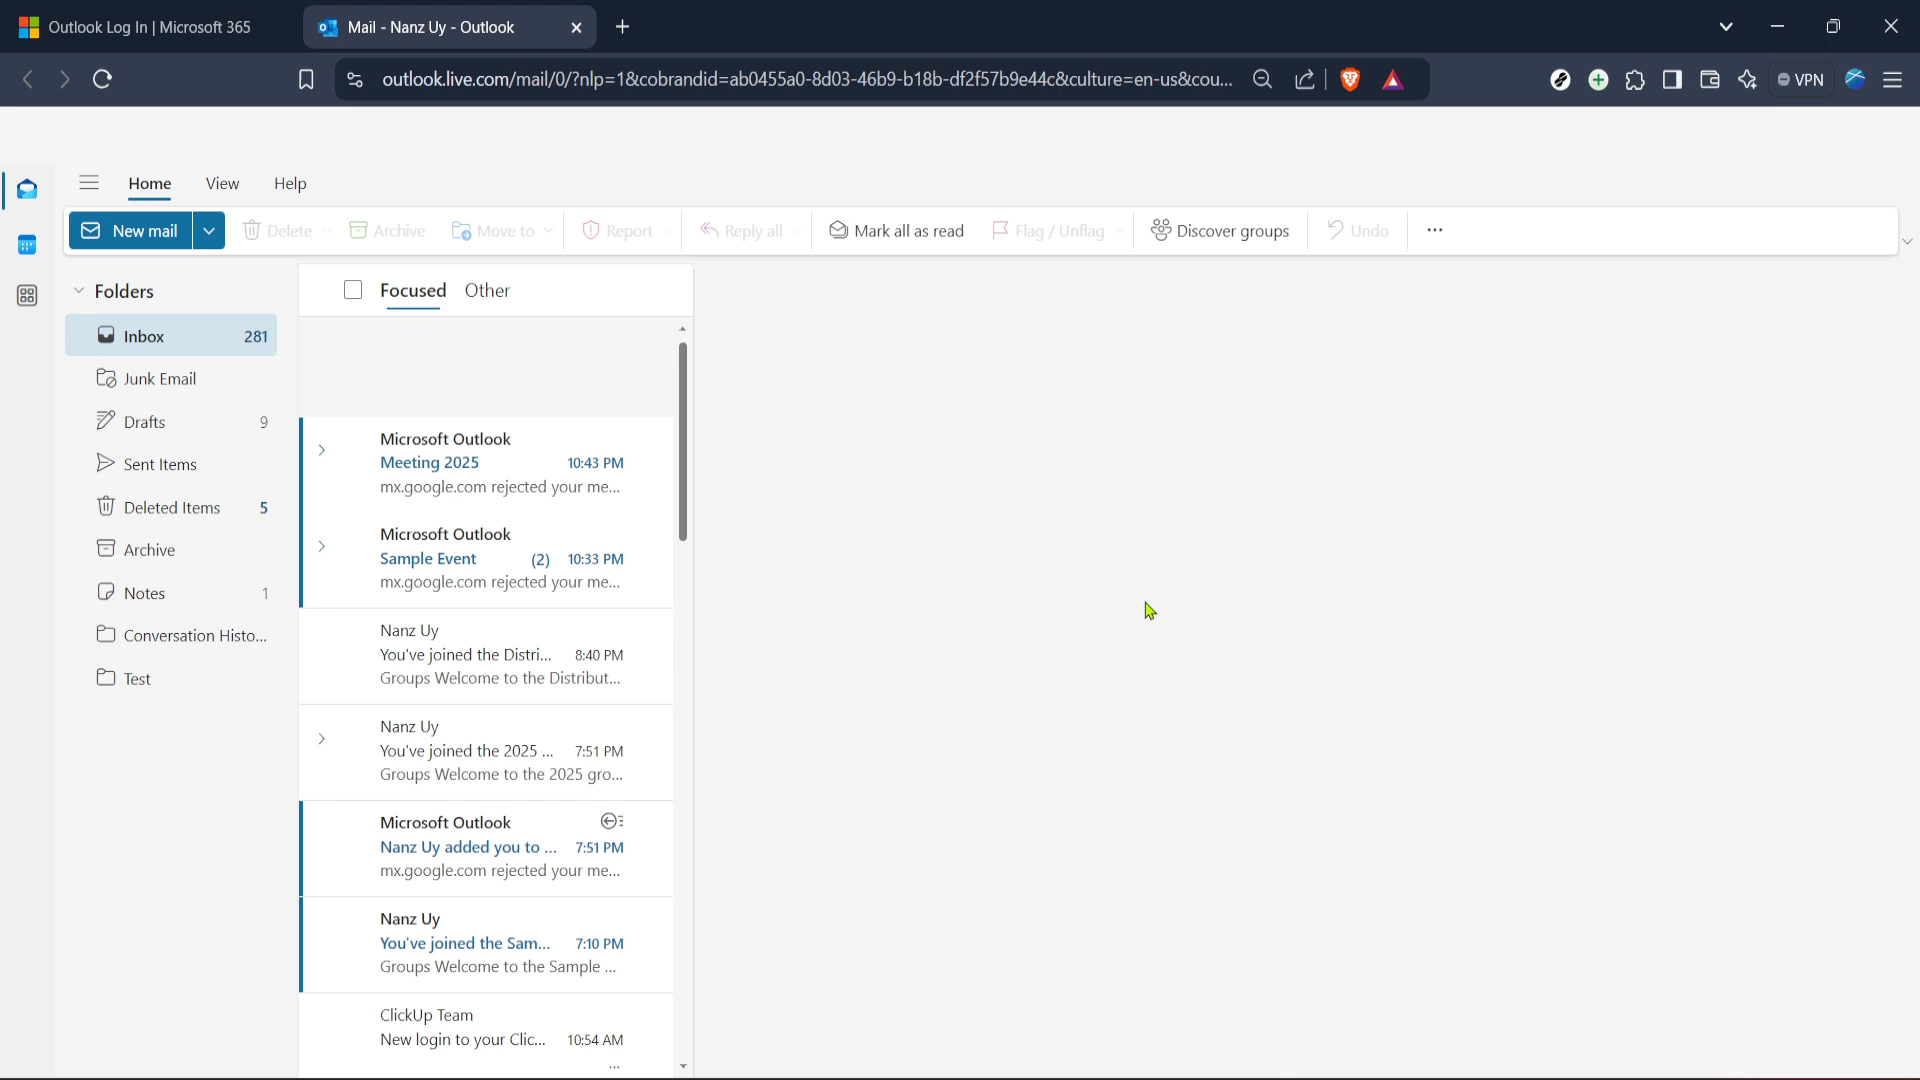 Outlook Log In | Microsoft 365
Mail - Nanz Uy - Outlook
outlook.live.com/mail/0/?nlp=1&cobrandid=ab0455a0-8d03-46b9-b18b-df2f57b9e44c&culture=en-us&cou...
VPN
Home View Help
New mail Delete Archive Move to Report Reply all Mark all as read Flag / Unflag Discover groups Undo ...
Folders
Inbox 281
Junk Email
Drafts 9
Sent Items
Deleted Items 5
Archive
Notes 1
Conversation Histo...
Test
Focused Other
Microsoft Outlook
Meeting 2025 10:43 PM
mx.google.com rejected your me...
Microsoft Outlook
Sample Event (2) 10:33 PM
mx.google.com rejected your me...
Nanz Uy
You've joined the Distri... 8:40 PM
Groups Welcome to the Distribut...
Nanz Uy
You've joined the 2025 ... 7:51 PM
Groups Welcome to the 2025 gro...
Microsoft Outlook
Nanz Uy added you to ... 7:51 PM
mx.google.com rejected your me...
Nanz Uy
You've joined the Sam... 7:10 PM
Groups Welcome to the Sample ...
ClickUp Team
New login to your Clic... 10:54 AM
...